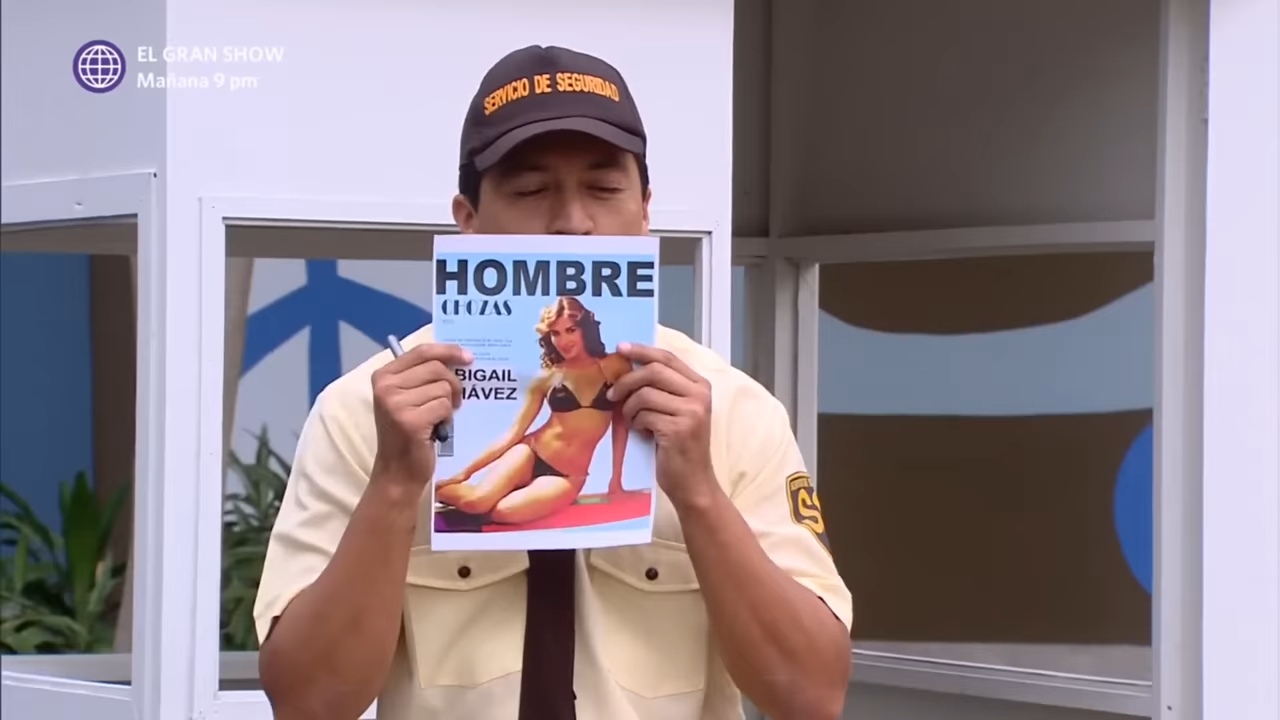 EL GRAN SHOW
Mañana 9 pm
SERVICIO DE SEGURIDAD
HOMBRE
CHOZAS
BIGAIL
HÁVEZ